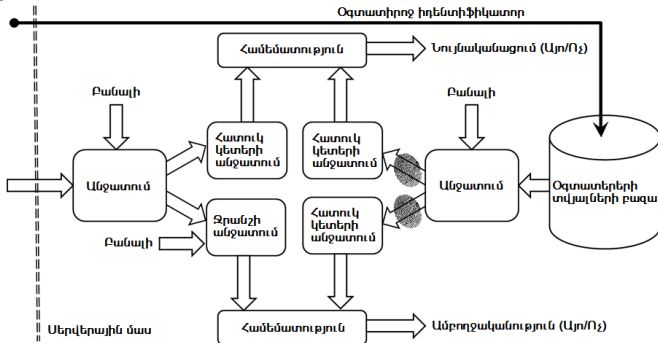 Օգտատիրոջ իդենտիֆիկատոր
Համեմատություն
Նույնականացում (Այո/Ոչ)
Բանալի
Բանալի
Հատուկ
կետերի
անջատում
Հատուկ
կետերի
անջատում
Անջատում
Անջատում
Օգտատերերի
տվյալների բազա
Ջրանշի
անջատում
Հատուկ
կետերի
անջատում
Բանալի
Սերվերային մաս
Համեմատություն
Ամբողջականություն (Այո/Ոչ)